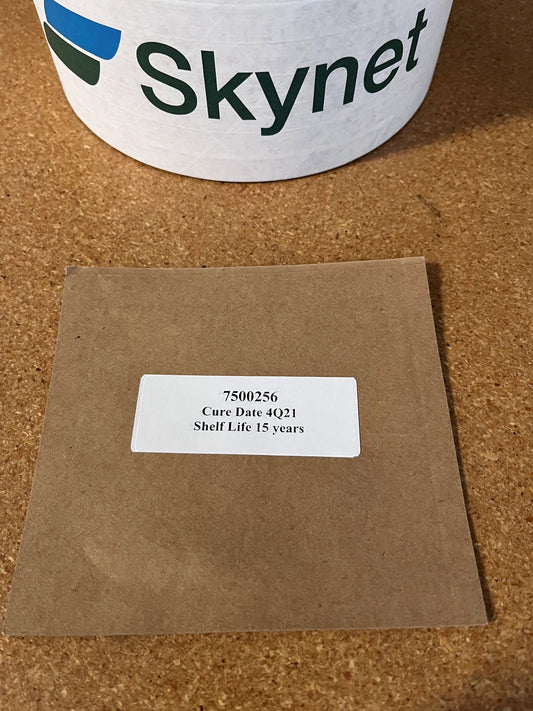 Skynet
7500256
Cure Date 4Q21
Shelf Life 15 years